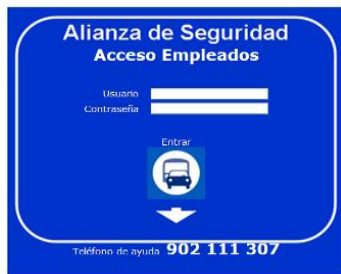 Alianza de Seguridad
Acceso Empleados
Usuario
Contraseña
Entrar
Teléfono de ayuda 902 111 307